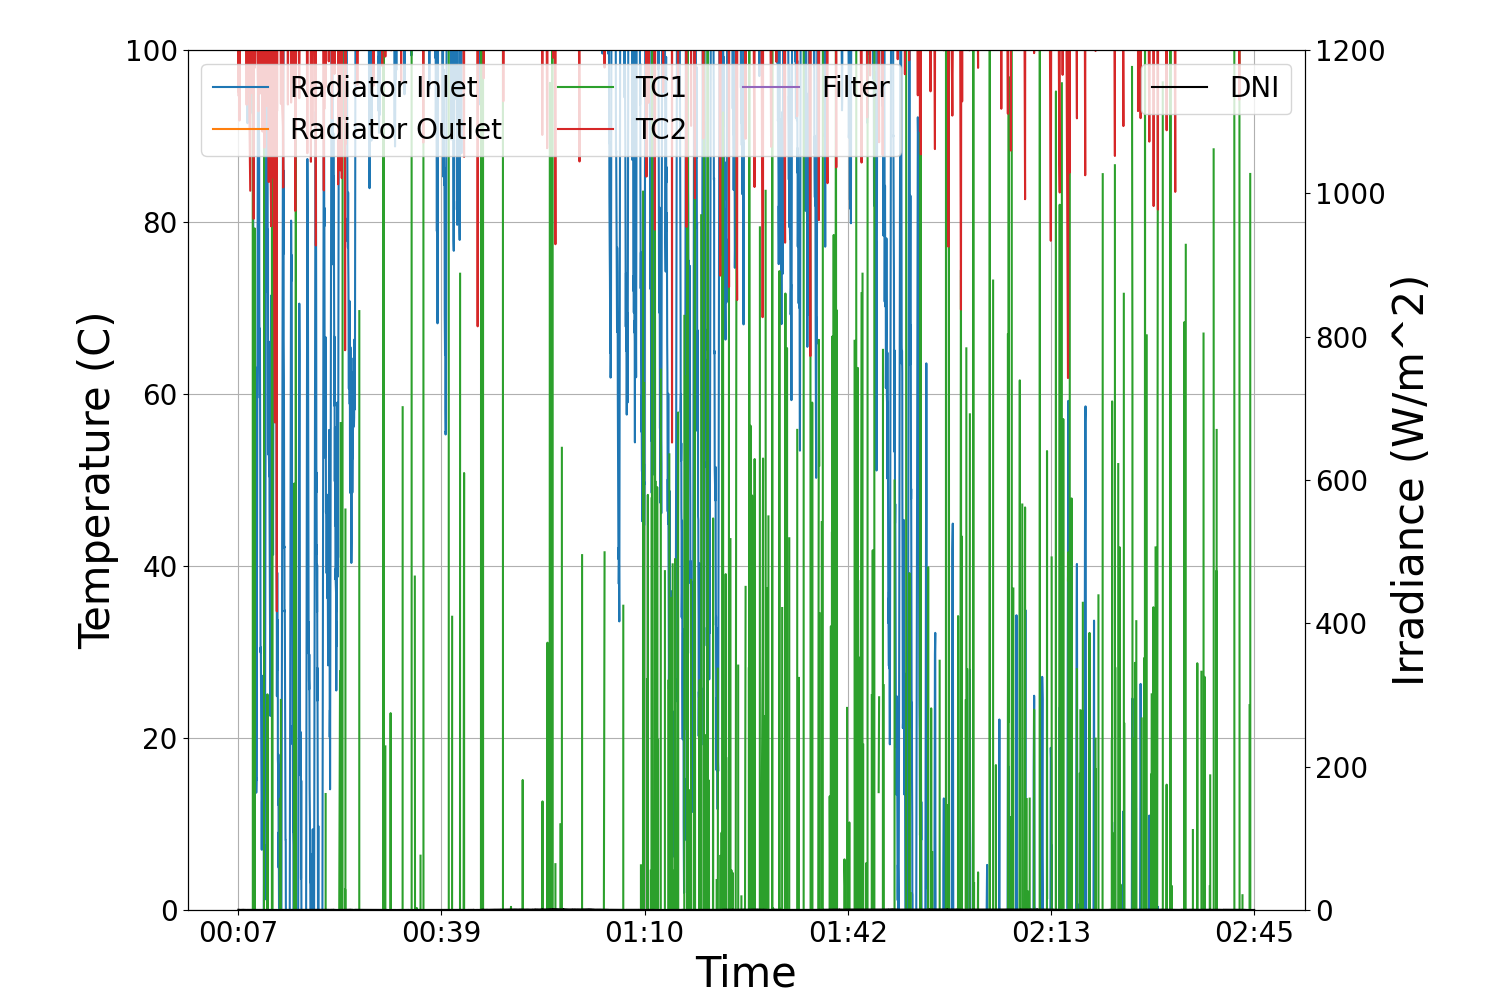 100
80
60
40
20
0
Temperature (C)
Radiator Inlet
Radiator Outlet
TC1
TC2
Filter
DNI
1200
1000
800
600
400
200
0
Irradiance (W/m^2)
00:07
00:39
01:10
01:42
02:13
02:45
Time